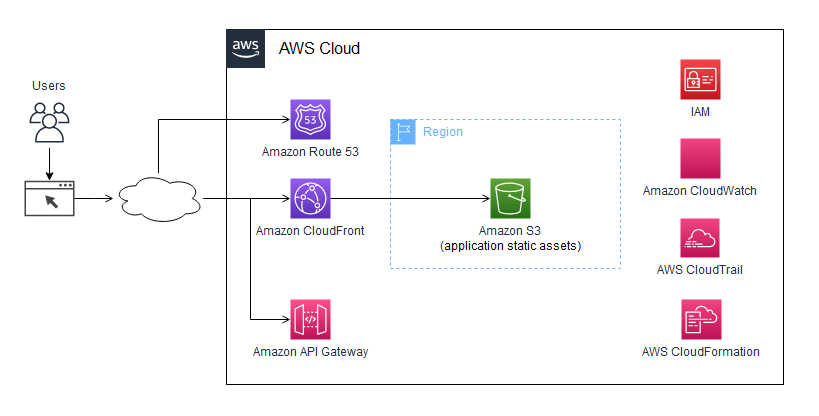 aws
AWS Cloud
Users
IAM
53
Amazon Route 53
Region
Amazon CloudWatch
Amazon CloudFront
Amazon S3
(application static assets)
AWS CloudTrail
Amazon API Gateway
AWS CloudFormation